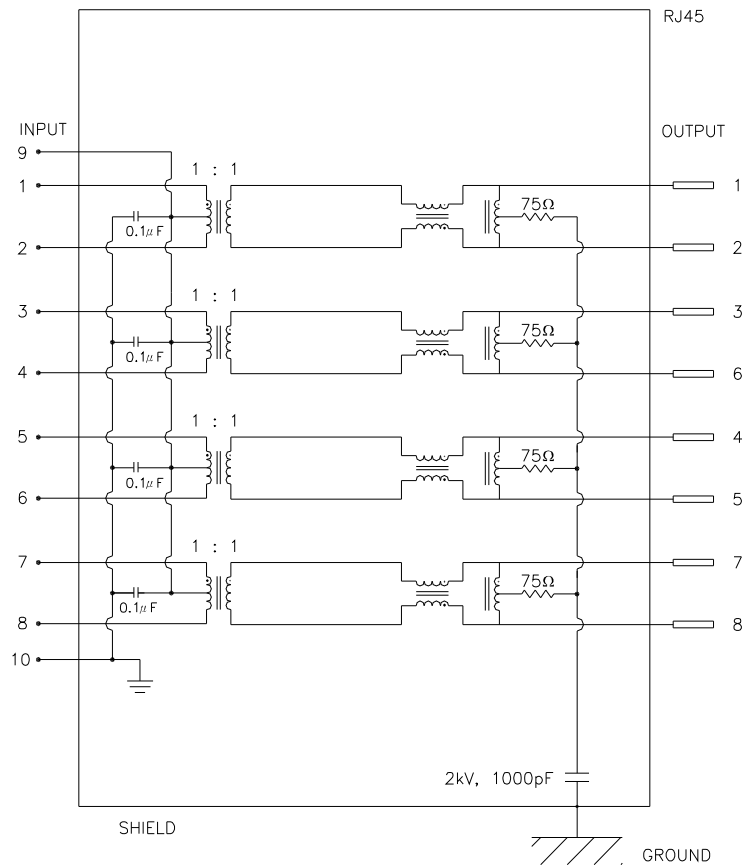 RJ45
INPUT
OUTPUT
9
1 : 1
1
1
75Ω
0.1μF
2
2
1 : 1
3
3
75Ω
0.1μF
4
6
1 : 1
5
4
75Ω
0.1μF
6
5
1 : 1
7
7
75Ω
0.1μF
8
8
10
2kV, 1000pF
SHIELD
GROUND